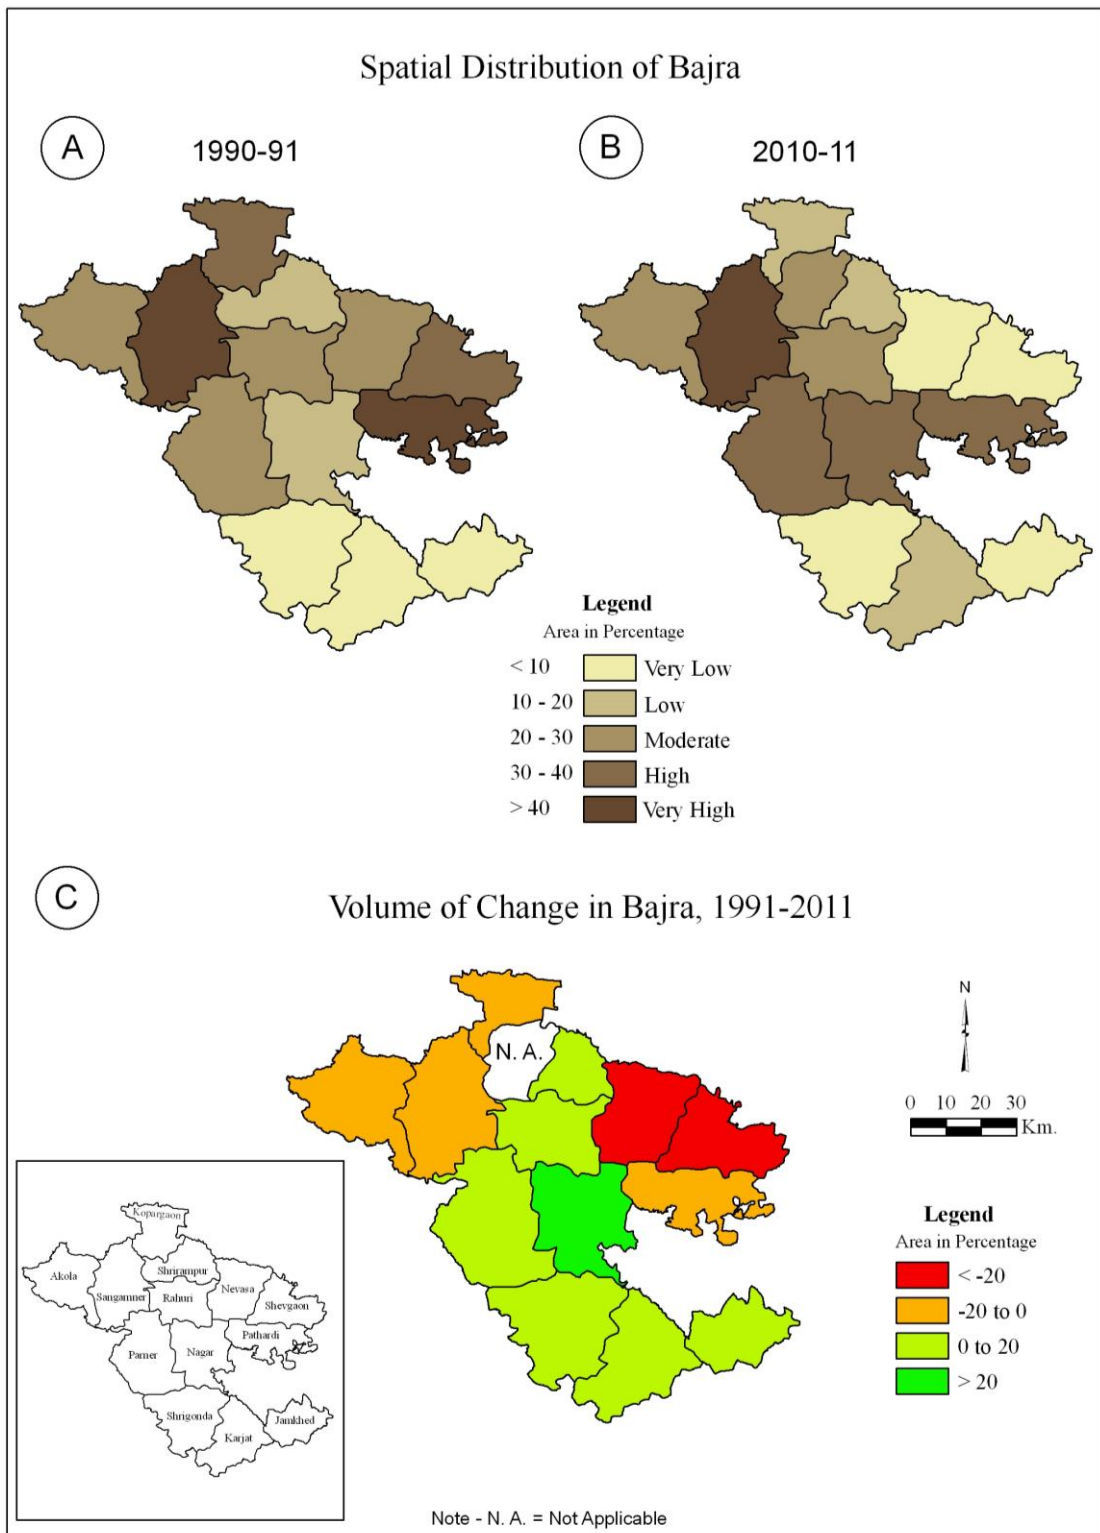 Spatial Distribution of Bajra
A
1990-91
B
2010-11
Legend
Area in Percentage
< 10 Very Low
10 - 20 Low
20 - 30 Moderate
30 - 40 High
> 40 Very High
C
Volume of Change in Bajra, 1991-2011
N. A.
N
0 10 20 30
Km.
Legend
Area in Percentage
< -20
-20 to 0
0 to 20
> 20
Kopargaon
Akola
Shrirampur
Sangamner
Rahuri
Nevasa
Shevgaon
Parner
Nagar
Pathardi
Shrigonda
Karjat
Jamkhed
Note - N. A. = Not Applicable